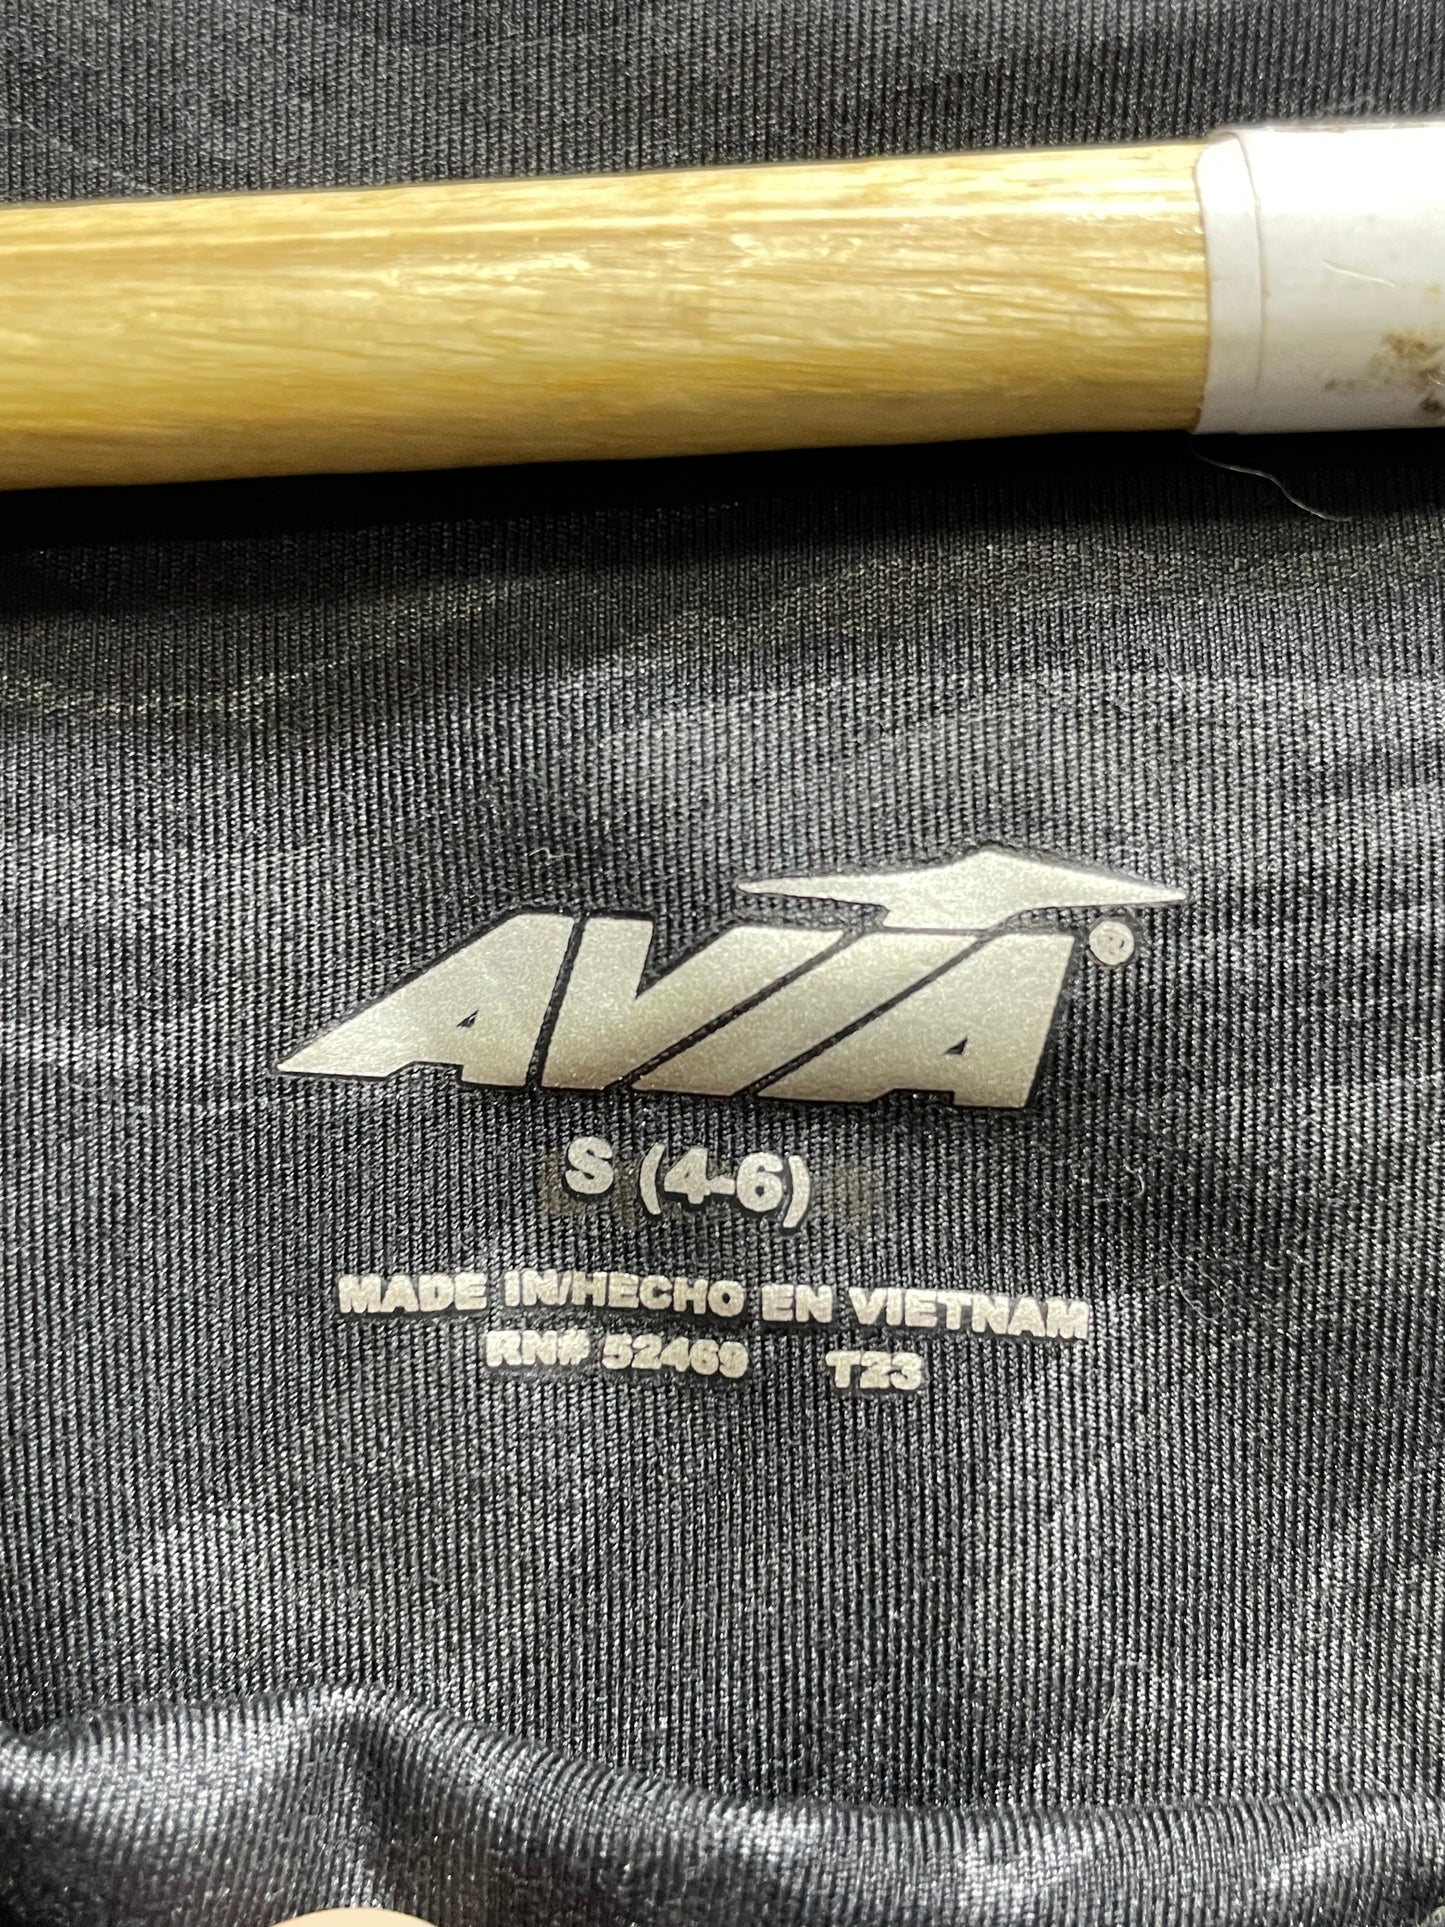 AVIA®
S (4-6)
MADE IN/HECHO EN VIETNAM
RN# 52469 T23